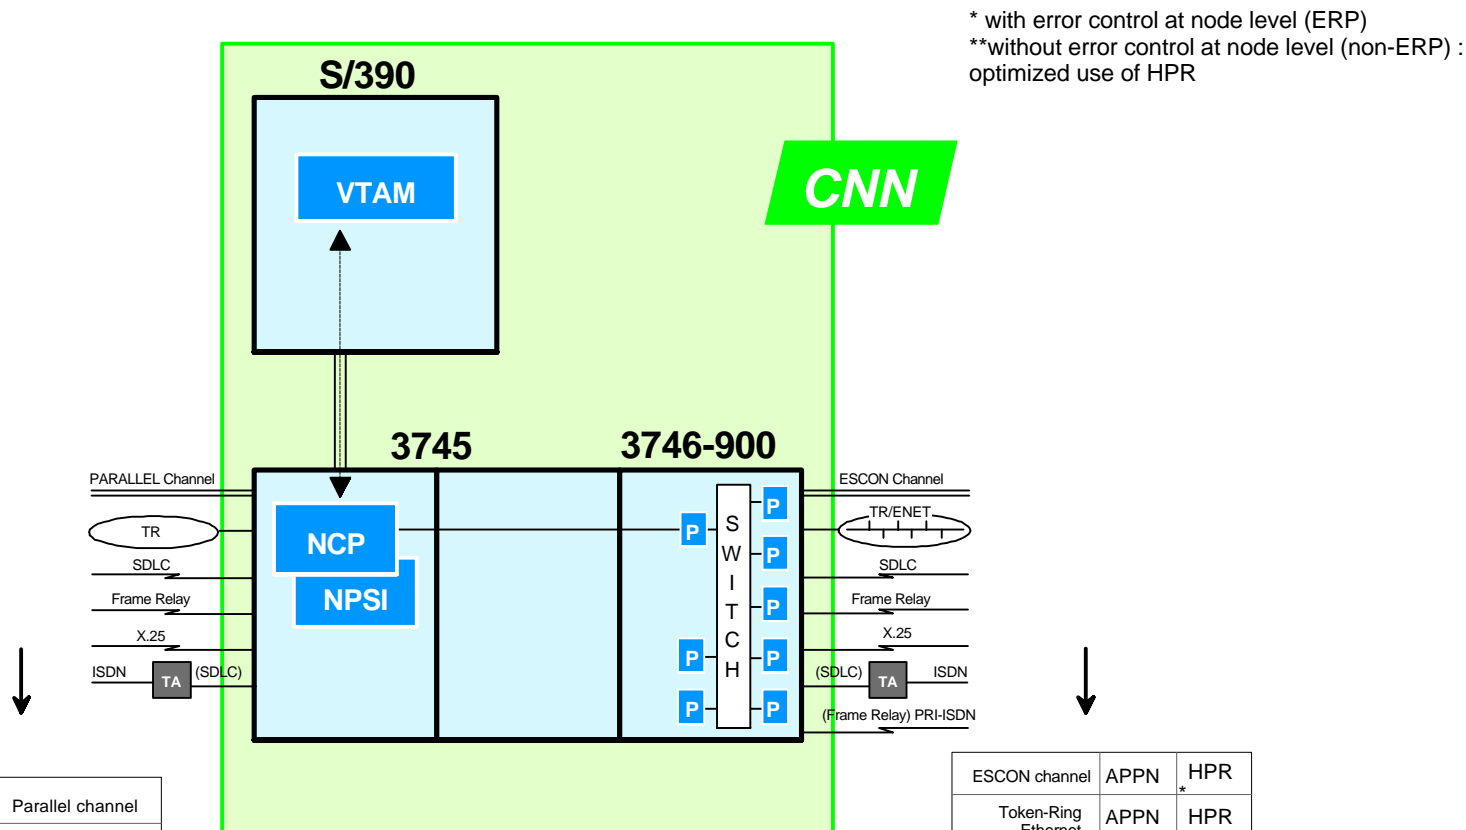 * with error control at node level (ERP)
**without error control at node level (non-ERP) :
optimized use of HPR
S/390
VTAM
CNN
3745
3746-900
PARALLEL Channel
TR
SDLC
Frame Relay
X.25
ISDN
TA
(SDLC)
NCP
NPSI
P
P
P
S
W
I
T
C
H
P
P
P
P
P
ESCON Channel
TR/ENET
SDLC
Frame Relay
X.25
(SDLC)
TA
ISDN
(Frame Relay) PRI-ISDN
Parallel channel
ESCON channel APPN HPR
*
Token-Ring APPN HPR
Ethernet